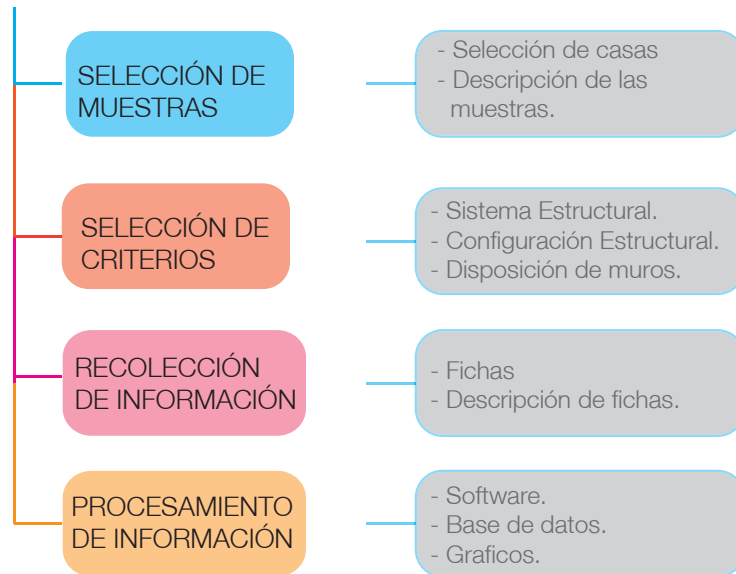 SELECCIÓN DE
MUESTRAS
- Selección de casas
- Descripción de las
muestras.
SELECCIÓN DE
CRITERIOS
- Sistema Estructural.
- Configuración Estructural.
- Disposición de muros.
RECOLECCIÓN
DE INFORMACIÓN
- Fichas
- Descripción de fichas.
PROCESAMIENTO
DE INFORMACIÓN
- Software.
- Base de datos.
- Graficos.